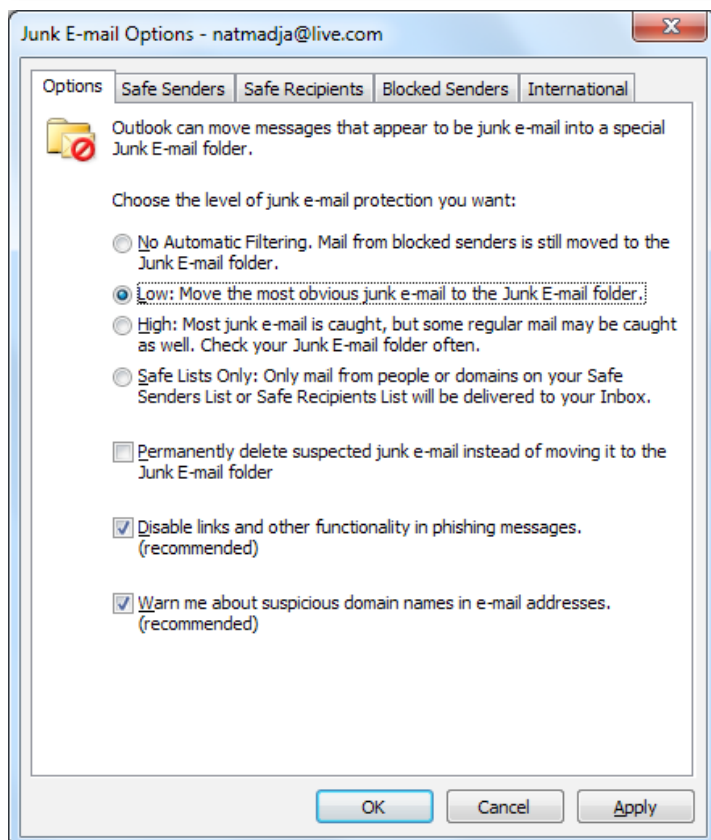 Junk E-mail Options - natmadja@live.com
Options
Safe Senders
Safe Recipients
Blocked Senders
International
Outlook can move messages that appear to be junk e-mail into a special
Junk E-mail folder.
Choose the level of junk e-mail protection you want:
No Automatic Filtering. Mail from blocked senders is still moved to the
Junk E-mail folder.
Low: Move the most obvious junk e-mail to the Junk E-mail folder.
High: Most junk e-mail is caught, but some regular mail may be caught
as well. Check your Junk E-mail folder often.
Safe Lists Only: Only mail from people or domains on your Safe
Senders List or Safe Recipients List will be delivered to your Inbox.
Permanently delete suspected junk e-mail instead of moving it to the
Junk E-mail folder
Disable links and other functionality in phishing messages.
(recommended)
Warn me about suspicious domain names in e-mail addresses.
(recommended)
OK
Cancel
Apply